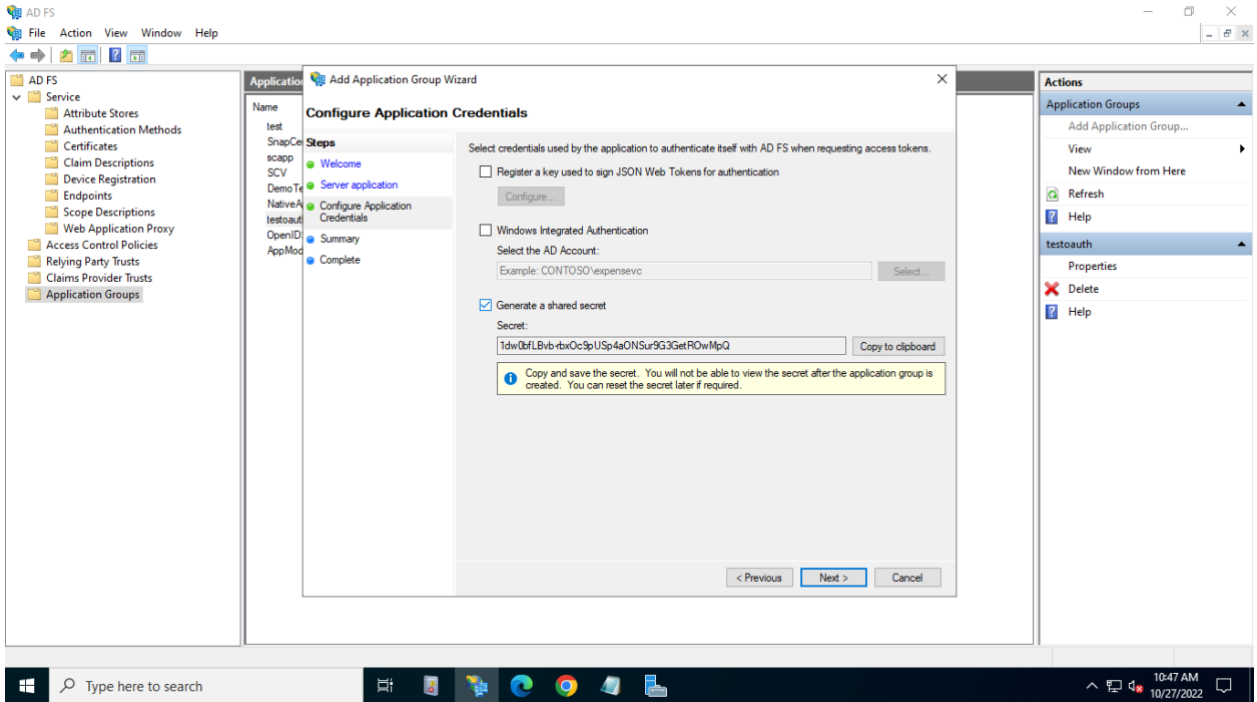 AD FS
File Action View Window Help
AD FS
Service
Attribute Stores
Authentication Methods
Certificates
Claim Descriptions
Device Registration
Endpoints
Scope Descriptions
Web Application Proxy
Access Control Policies
Relying Party Trusts
Claims Provider Trusts
Application Groups
Application
Name
test
SnapCe
scapp
SCV
DemoTe
NativeA
testoaut
OpenID
AppMod
Add Application Group Wizard
Configure Application Credentials
Steps
Welcome
Server application
Configure Application
Credentials
Summary
Complete
Select credentials used by the application to authenticate itself with AD FS when requesting access tokens.
Register a key used to sign JSON Web Tokens for authentication
Configure...
Windows Integrated Authentication
Select the AD Account:
Example: CONTOSO\expensevc
Select...
Generate a shared secret
Secret:
1dw0bfLBvb-rbxOc9pUSp4aONSur9G3GetROwMpQ
Copy to clipboard
Copy and save the secret. You will not be able to view the secret after the application group is
created. You can reset the secret later if required.
< Previous
Next >
Cancel
Actions
Application Groups
Add Application Group...
View
New Window from Here
Refresh
Help
testoauth
Properties
Delete
Help
Type here to search
10:47 AM
10/27/2022